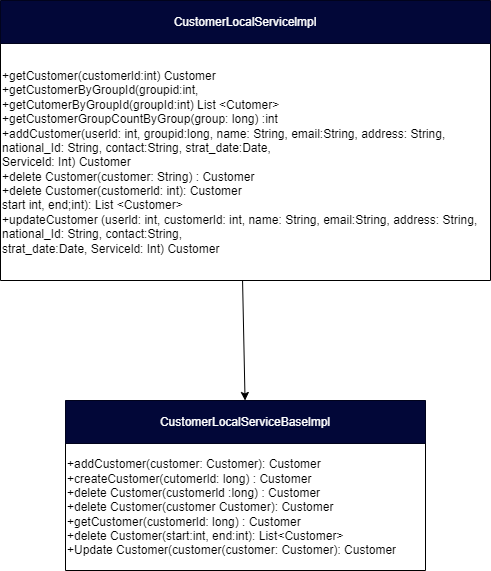 CustomerLocalServiceImpl
+getCustomer(customerId:int) Customer
+getCustomerByGroupId(groupid:int,
+getCutomerByGroupId(groupId:int) List <Cutomer>
+getCustomerGroupCountByGroup(group: long) :int
+addCustomer(userId: int, groupid:long, name: String, email:String, address: String,
national_Id: String, contact:String, strat_date:Date,
ServiceId: Int) Customer
+delete Customer(customer: String) : Customer
+delete Customer(customerId: int): Customer
start int, end;int): List <Customer>
+updateCustomer (userId: int, customerId: int, name: String, email:String, address: String,
national_Id: String, contact:String,
strat_date:Date, ServiceId: Int) Customer
CustomerLocalServiceBaseImpl
+addCustomer(customer: Customer): Customer
+createCustomer(cutomerId: long) : Customer
+delete Customer(customerId :long) : Customer
+delete Customer(customer Customer): Customer
+getCustomer(customerId: long) : Customer
+delete Customer(start:int, end:int): List<Customer>
+Update Customer(customer(customer: Customer): Customer